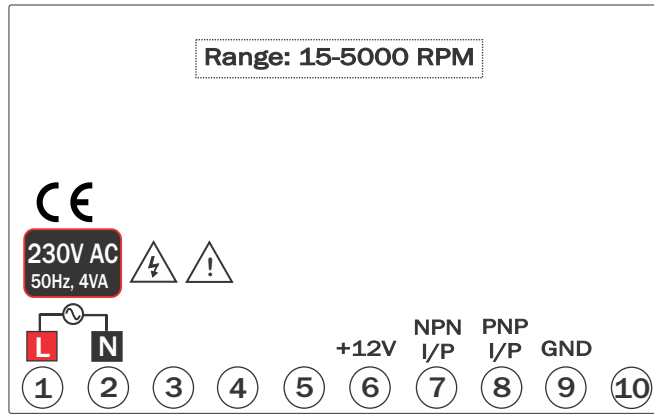 Range: 15-5000 RPM
CE
230V AC
50Hz, 4VA
L N
+12V NPN I/P PNP I/P GND
1 2 3 4 5 6 7 8 9 10